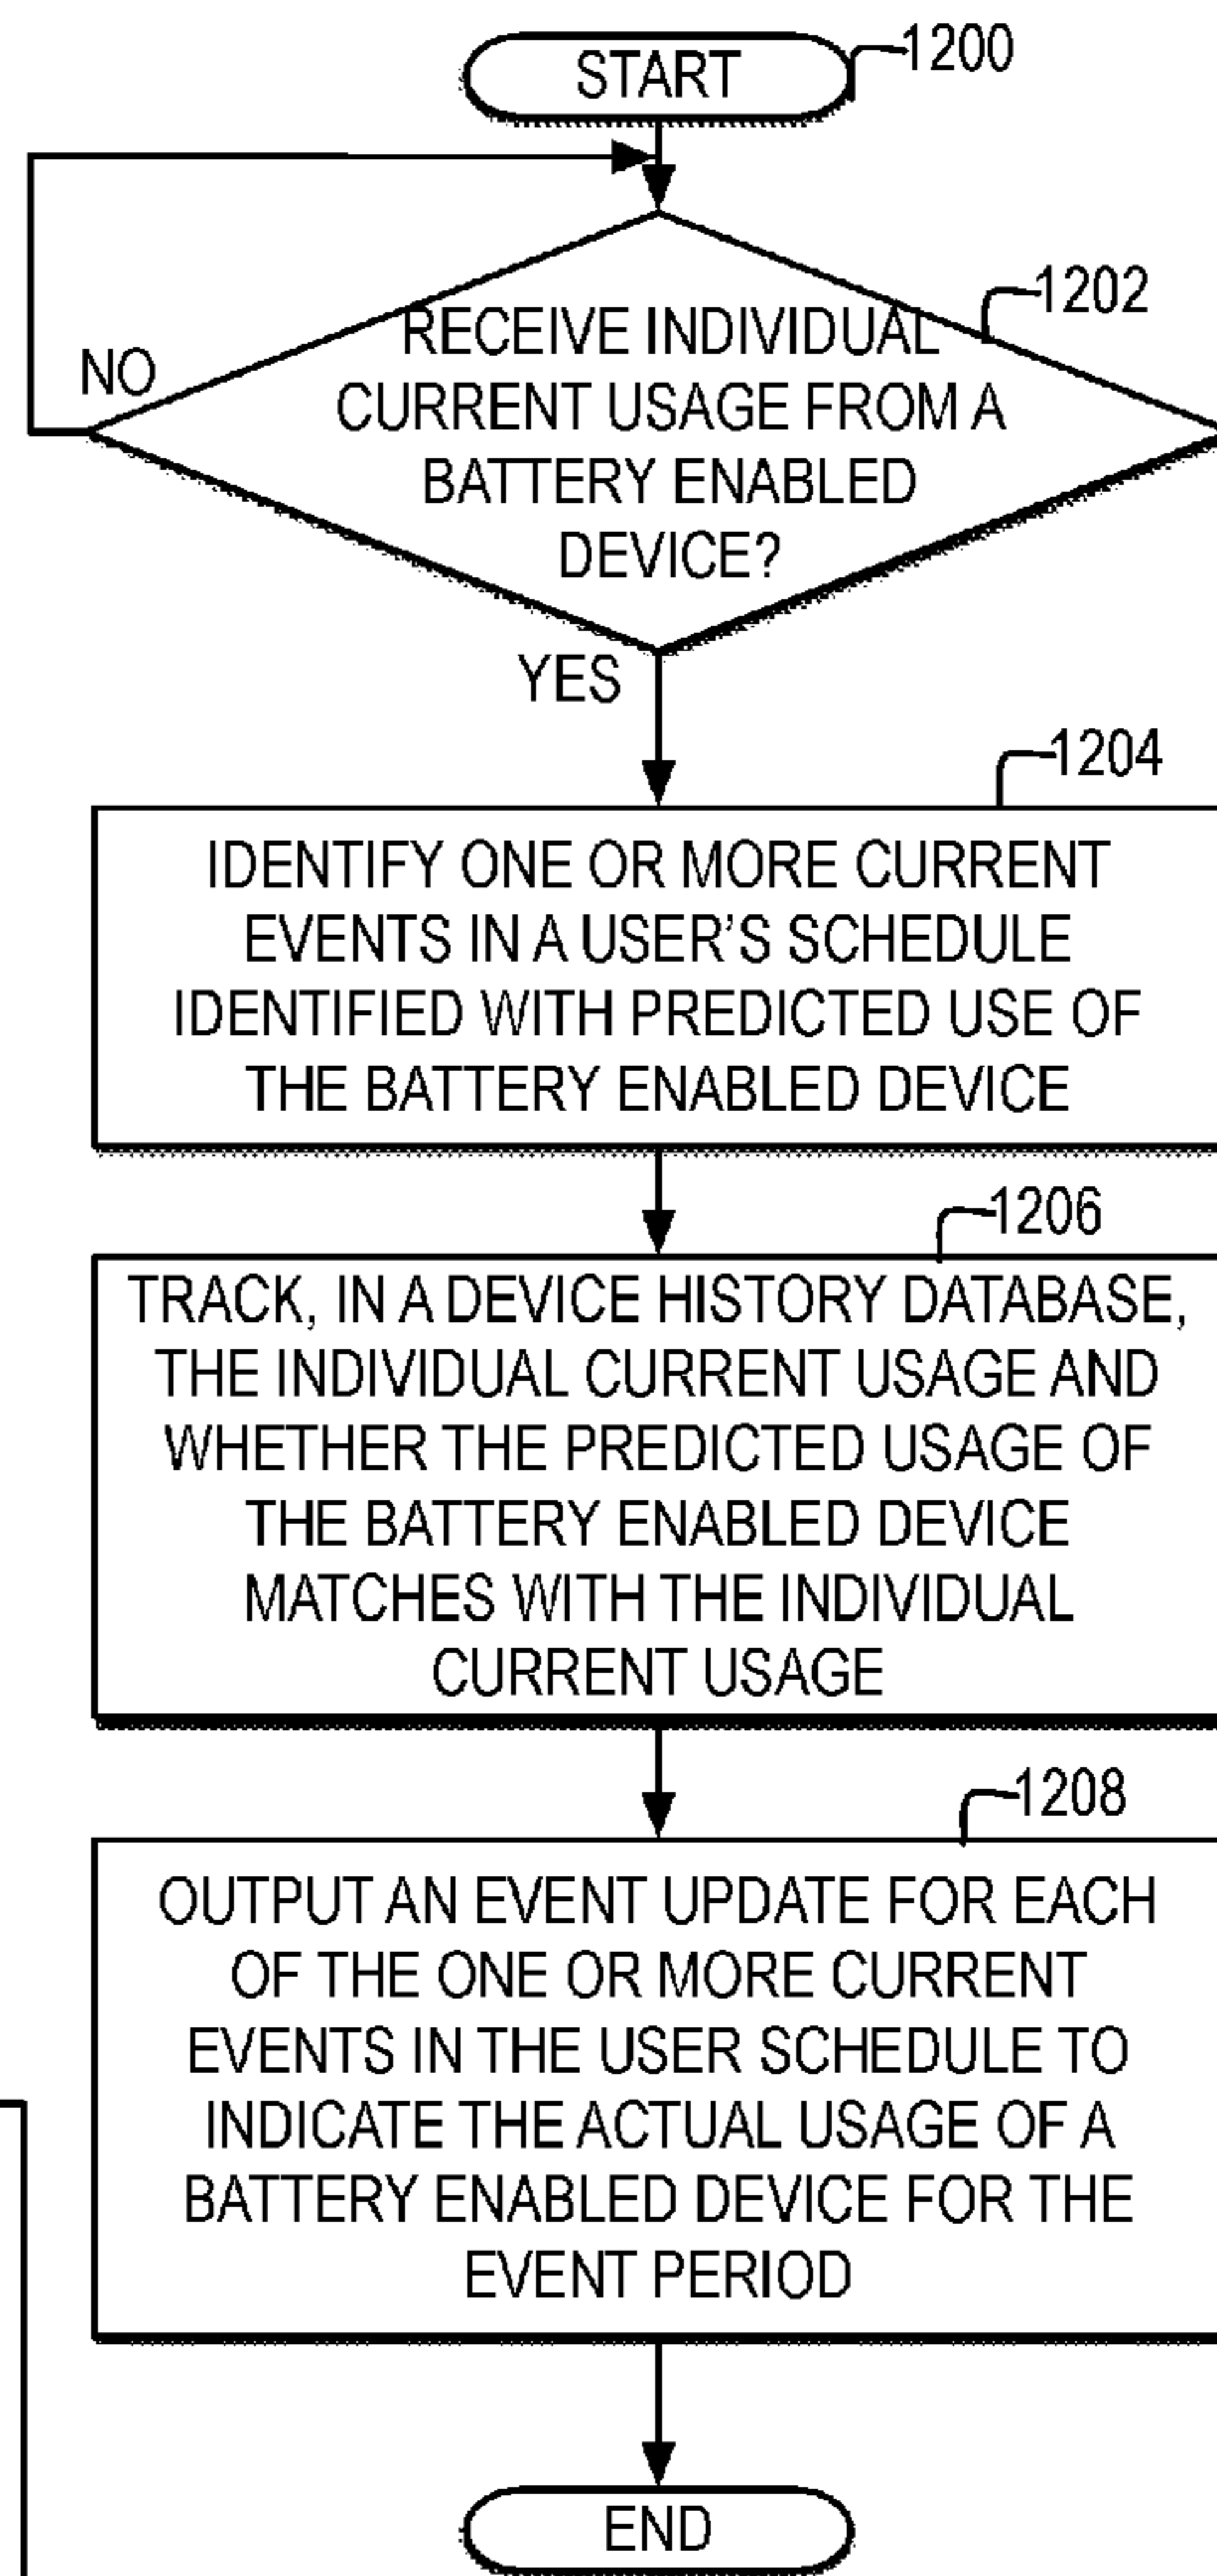 START
1200
1202
RECEIVE INDIVIDUAL
CURRENT USAGE FROM A
BATTERY ENABLED
DEVICE?
NO
YES
1204
IDENTIFY ONE OR MORE CURRENT
EVENTS IN A USER'S SCHEDULE
IDENTIFIED WITH PREDICTED USE OF
THE BATTERY ENABLED DEVICE
1206
TRACK, IN A DEVICE HISTORY DATABASE,
THE INDIVIDUAL CURRENT USAGE AND
WHETHER THE PREDICTED USAGE OF
THE BATTERY ENABLED DEVICE
MATCHES WITH THE INDIVIDUAL
CURRENT USAGE
1208
OUTPUT AN EVENT UPDATE FOR EACH
OF THE ONE OR MORE CURRENT
EVENTS IN THE USER SCHEDULE TO
INDICATE THE ACTUAL USAGE OF A
BATTERY ENABLED DEVICE FOR THE
EVENT PERIOD
END